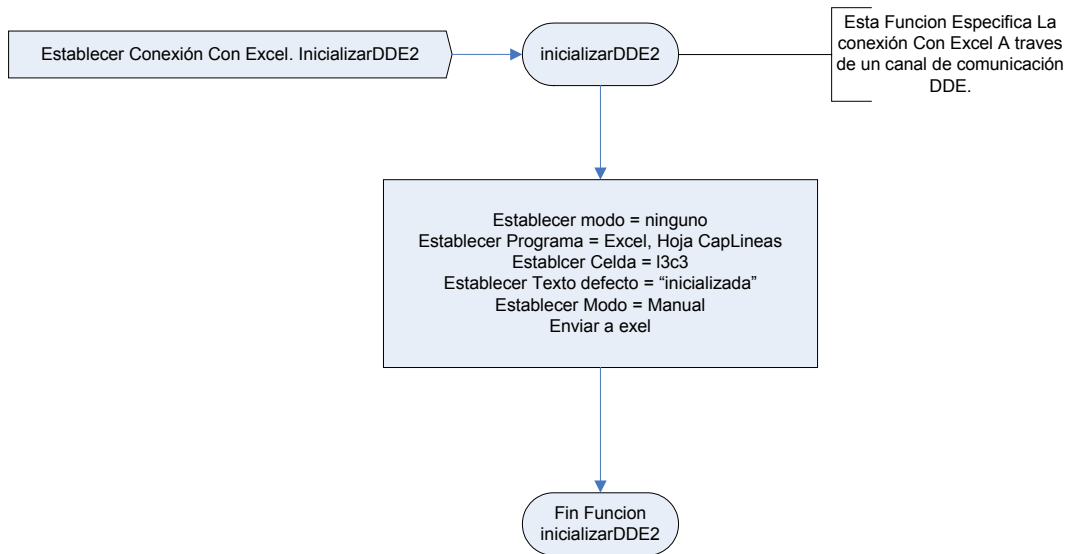 Establecer Conexión Con Excel. InicializarDDE2
inicializarDDE2
Esta Funcion Especifica La
conexión Con Excel A traves
de un canal de comunicación
DDE.
Establecer modo = ninguno
Establecer Programa = Excel, Hoja CapLineas
Establcer Celda = l3c3
Establecer Texto defecto = “inicializada”
Establecer Modo = Manual
Enviar a exel
Fin Funcion
inicializarDDE2